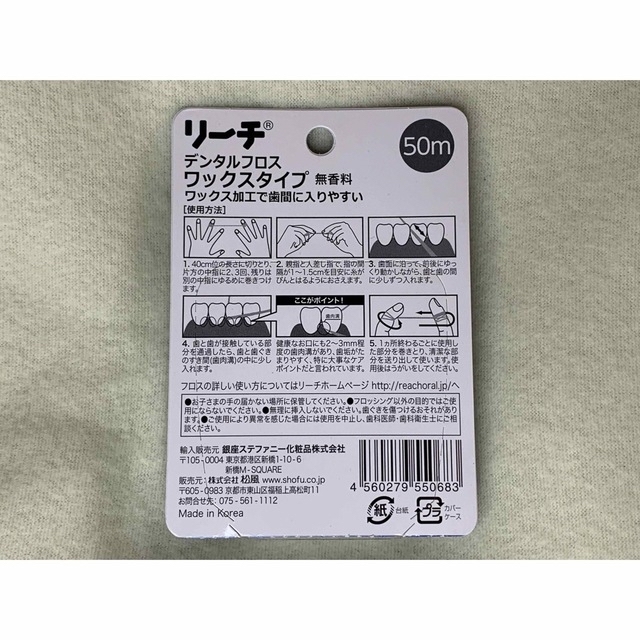 リーチ®
50m
デンタルフロス
ワックスタイプ 無香料
ワックス加工で歯間に入りやすい
[使用方法]
1. 40cm位の長さに切りとり、
片方の中指に2、3回、残りは
別の中指にゆるめに巻きつけ
ます。
2. 親指と人差し指で、指の間
隔が1〜1.5cmを目安に糸が
ぴんとはるようにおさえます。
3. 歯面に沿って、前後にゆっ
くり動かしながら、歯と歯の間
に少しずつ入れます。
4. 歯と歯が接触している部
分を通過したら、歯と歯ぐき
のすき間(歯肉溝)の中に少し
入れます。
ここがポイント!
歯肉溝
健康なお口にも2〜3mm程
度の歯肉溝があり、歯垢がた
まりやすく、特に大事なケア
ポイントだと言われています。
5. 1ヵ所終わるごとに使用し
た部分を巻きとり、清潔な部
分を送り出して使います。使
用後はうがいをしてください。
フロスの詳しい使い方についてはリーチホームページ http://reachoral.jp/へ
●お子さまの手の届かない場所に保管してください。●フロッシング以外の目的ではご使
用にならないでください。●無理に挿入しないでください。歯ぐきを傷つけるおそれがあり
ます。●ご使用により異常を感じた場合には使用を中止し、歯科医師・歯科衛生士にご相
談ください。
輸入販売元 銀座ステファニー化粧品株式会社
〒105-0004 東京都港区新橋1-10-6
新橋M-SQUARE
販売元: 株式会社 松風 www.shofu.co.jp
〒605-0983 京都市東山区福稲上高松町11
お問合せ先: 075-561-1112
Made in Korea
4 560279 550683
紙 台紙
プラ カバー
ケース